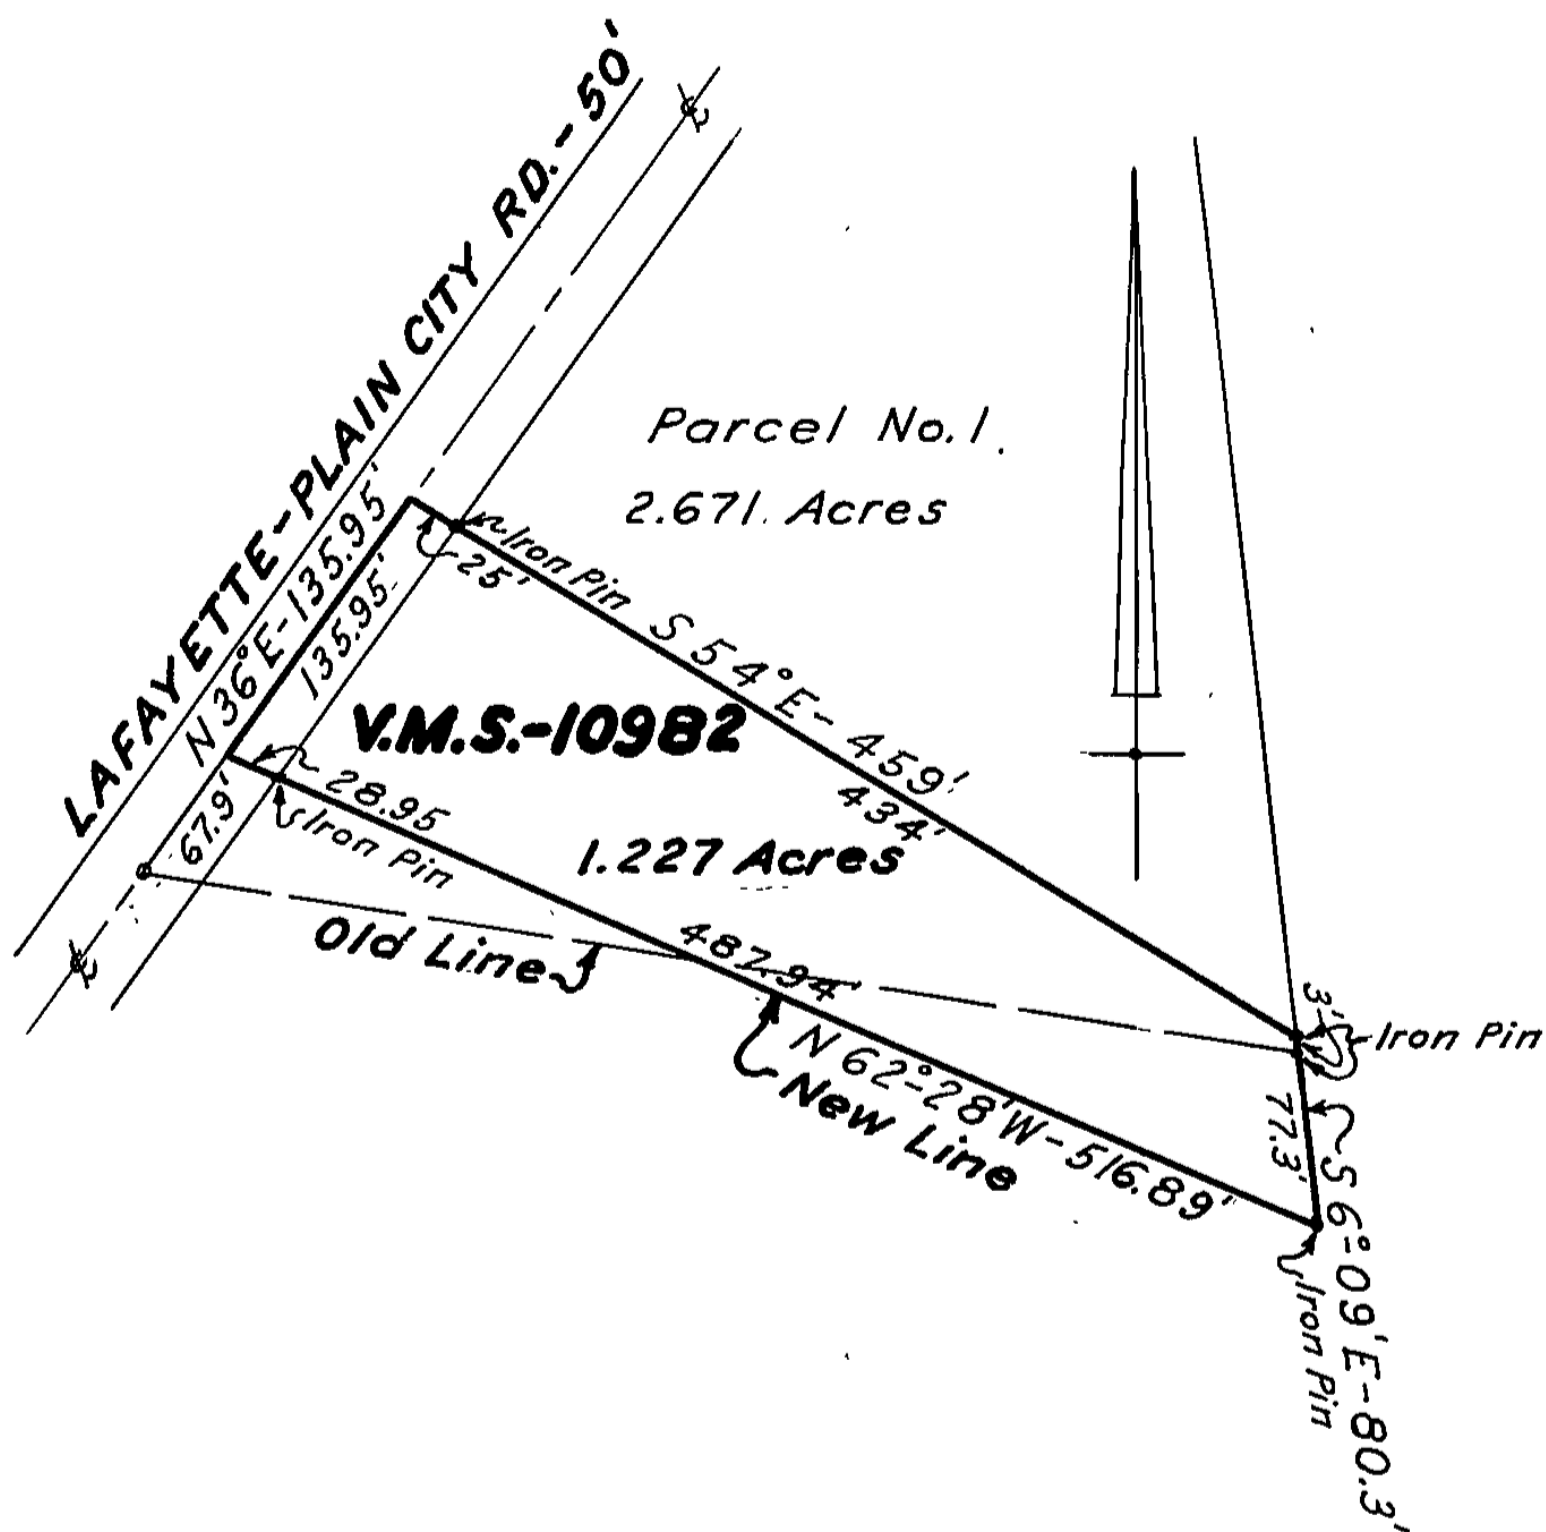 LAFAYETTE-PLAIN CITY RD.-50'
℄
Parcel No.1.
2.671. Acres
N 36°E-135.95'
135.95'
25'
Iron Pin
S 54°E-459'
434'
V.M.S.-10982
67.9'
28.95
Iron Pin
1.227 Acres
Old Line
487.94'
3'
Iron Pin
N 62°-28'W-516.89'
New Line
77.3'
S 6°-09'E-80.3'
Iron Pin
℄